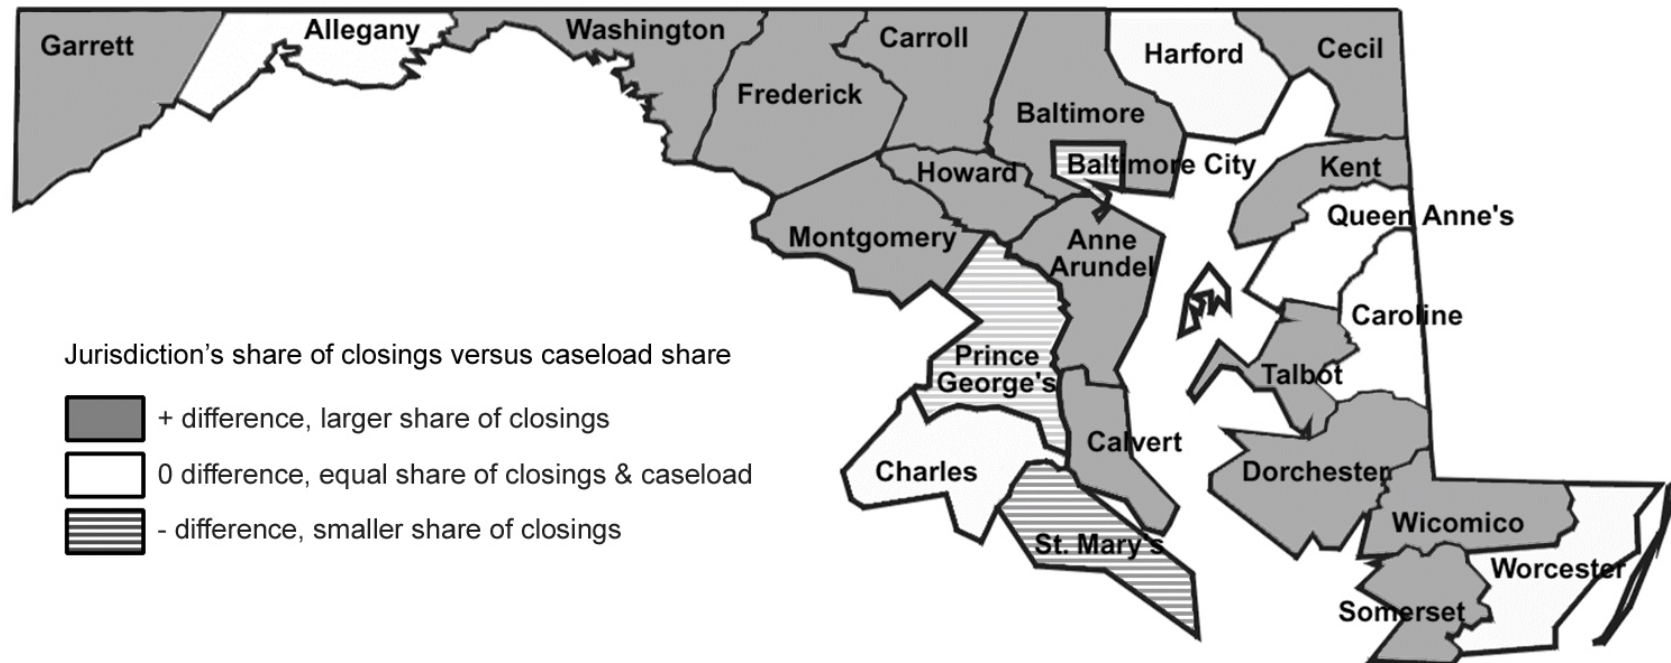 Garrett
Allegany
Washington
Frederick
Carroll
Baltimore
Harford
Cecil
Baltimore City
Howard
Kent
Queen Anne's
Montgomery
Anne
Arundel
Caroline
Prince
George's
Talbot
Calvert
Charles
Dorchester
St. Mary's
Wicomico
Worcester
Somerset
Jurisdiction’s share of closings versus caseload share
+ difference, larger share of closings
0 difference, equal share of closings & caseload
- difference, smaller share of closings